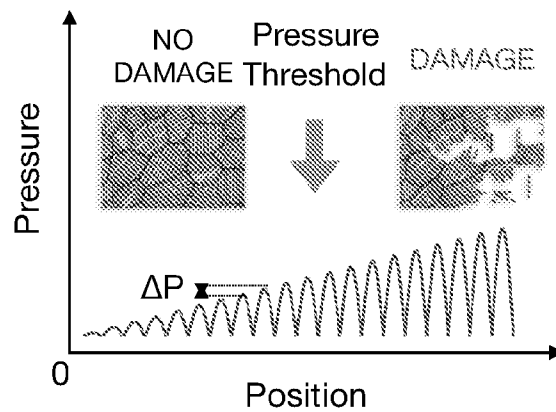 NO
DAMAGE
Pressure
Threshold
DAMAGE
Pressure
ΔP
0
Position